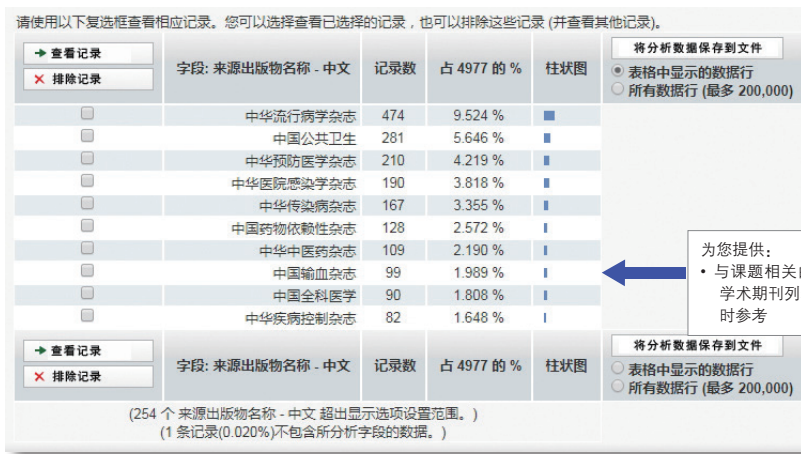 请使用以下复选框查看相应记录。您可以选择查看已选择的记录，也可以排除这些记录 (并查看其他记录)。
查看记录
排除记录
字段: 来源出版物名称 - 中文 记录数 占 4977 的 % 柱状图
将分析数据保存到文件
表格中显示的数据行
所有数据行 (最多 200,000)
中华流行病学杂志 474 9.524 %
中国公共卫生 281 5.646 %
中华预防医学杂志 210 4.219 %
中华医院感染学杂志 190 3.818 %
中华传染病杂志 167 3.355 %
中国药物依赖性杂志 128 2.572 %
中华中医药杂志 109 2.190 %
中国输血杂志 99 1.989 %
中国全科医学 90 1.808 %
中华疾病控制杂志 82 1.648 %
为您提供：
• 与课题相关
学术期刊列
时参考
查看记录
排除记录
字段: 来源出版物名称 - 中文 记录数 占 4977 的 % 柱状图
将分析数据保存到文件
表格中显示的数据行
所有数据行 (最多 200,000)
(254 个 来源出版物名称 - 中文 超出显示选项设置范围。)
(1 条记录(0.020%)不包含所分析字段的数据。)